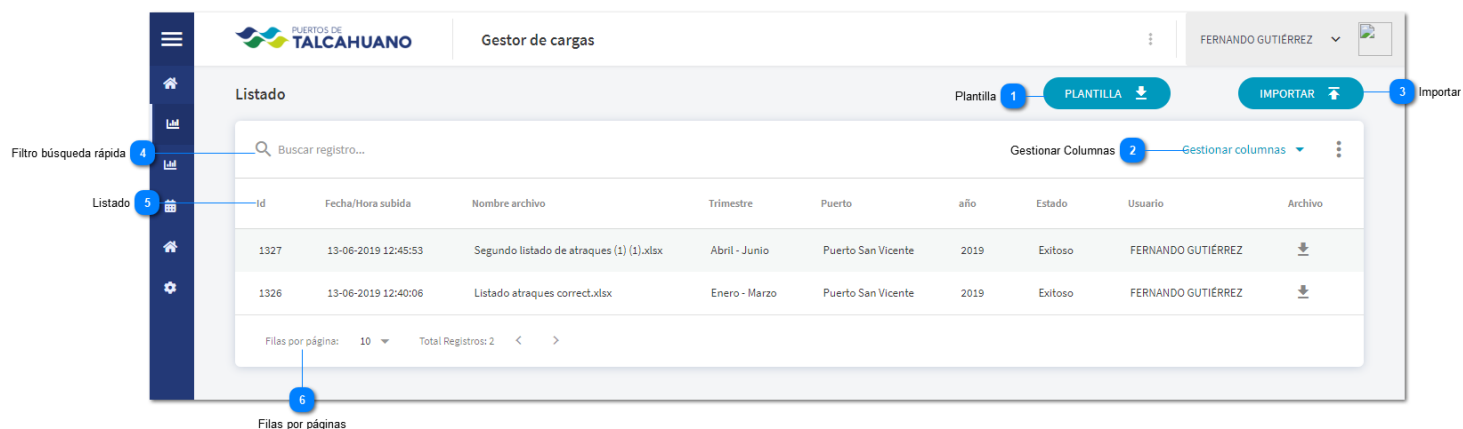 PUERTOS DE
TALCAHUANO
Gestor de cargas
FERNANDO GUTIÉRREZ
Listado
Plantilla 1 PLANTILLA
IMPORTAR 3 Importar
Filtro búsqueda rápida 4 Buscar registro...
Gestionar Columnas 2 Gestionar columnas
Listado 5 Id Fecha/Hora subida Nombre archivo Trimestre Puerto año Estado Usuario Archivo
1327 13-06-2019 12:45:53 Segundo listado de atraques (1) (1).xlsx Abril - Junio Puerto San Vicente 2019 Exitoso FERNANDO GUTIÉRREZ
1326 13-06-2019 12:40:06 Listado atraques correct.xlsx Enero - Marzo Puerto San Vicente 2019 Exitoso FERNANDO GUTIÉRREZ
Filas por página: 10 Total Registros: 2 < >
6
Filas por páginas